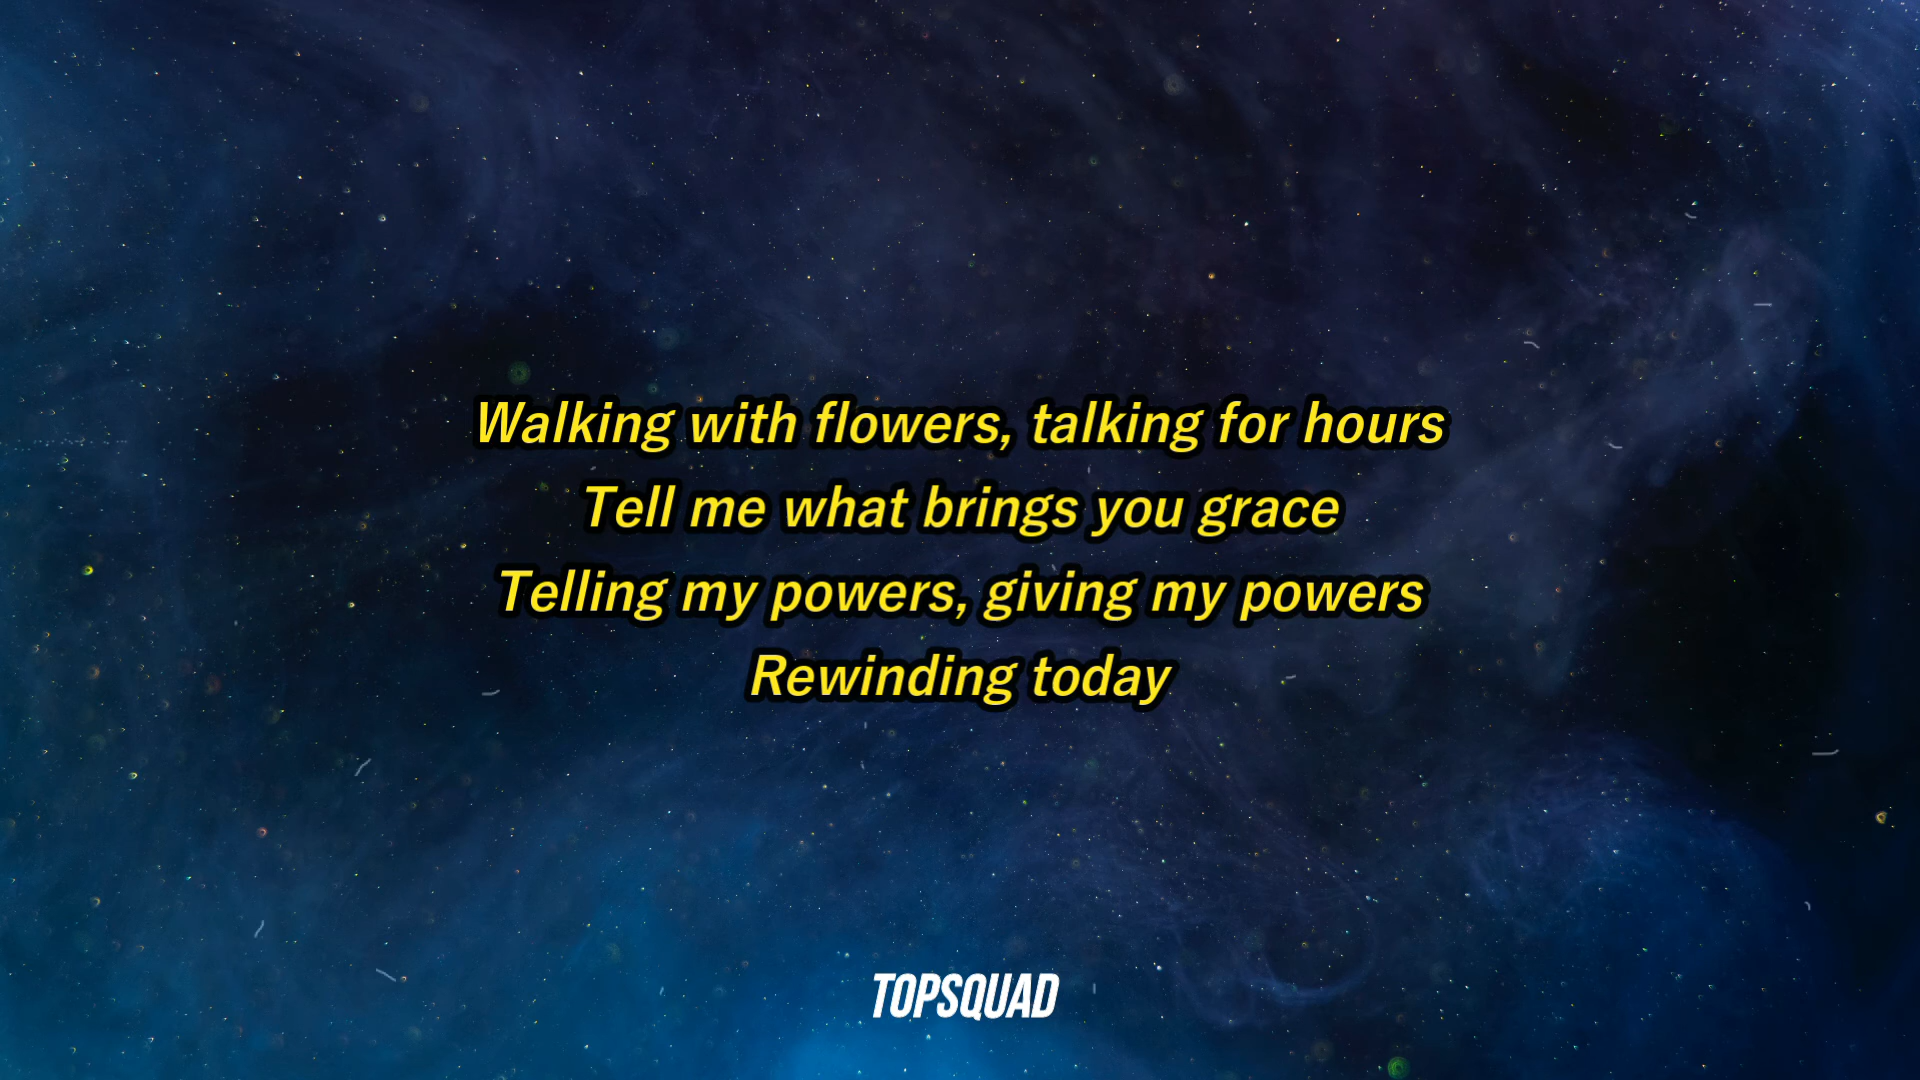 Walking with flowers, talking for hours
Tell me what brings you grace
Telling my powers, giving my powers
Rewinding today
TOPSQUAD